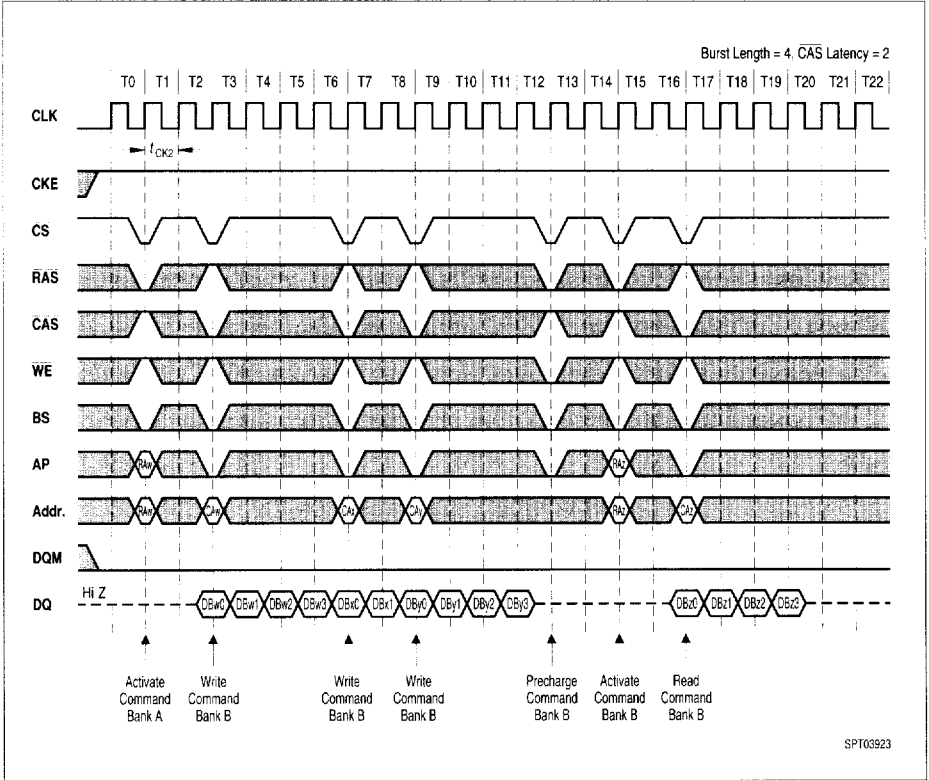 Burst Length = 4, CAS Latency = 2
T0 T1 T2 T3 T4 T5 T6 T7 T8 T9 T10 T11 T12 T13 T14 T15 T16 T17 T18 T19 T20 T21 T22
CLK
tCK2
CKE
CS
RAS
CAS
WE
BS
AP RAw RAz
Addr. RAw CAw CAx CAy RAz CAz
DQM
Hi Z
DQ DBw0 DBw1 DBw2 DBw3 DBx0 DBx1 DBy0 DBy1 DBy2 DBy3 DBz0 DBz1 DBz2 DBz3
Activate Write Write Write Precharge Activate Read
Command Command Command Command Command Command Command
Bank A Bank B Bank B Bank B Bank B Bank B Bank B
SPT03923